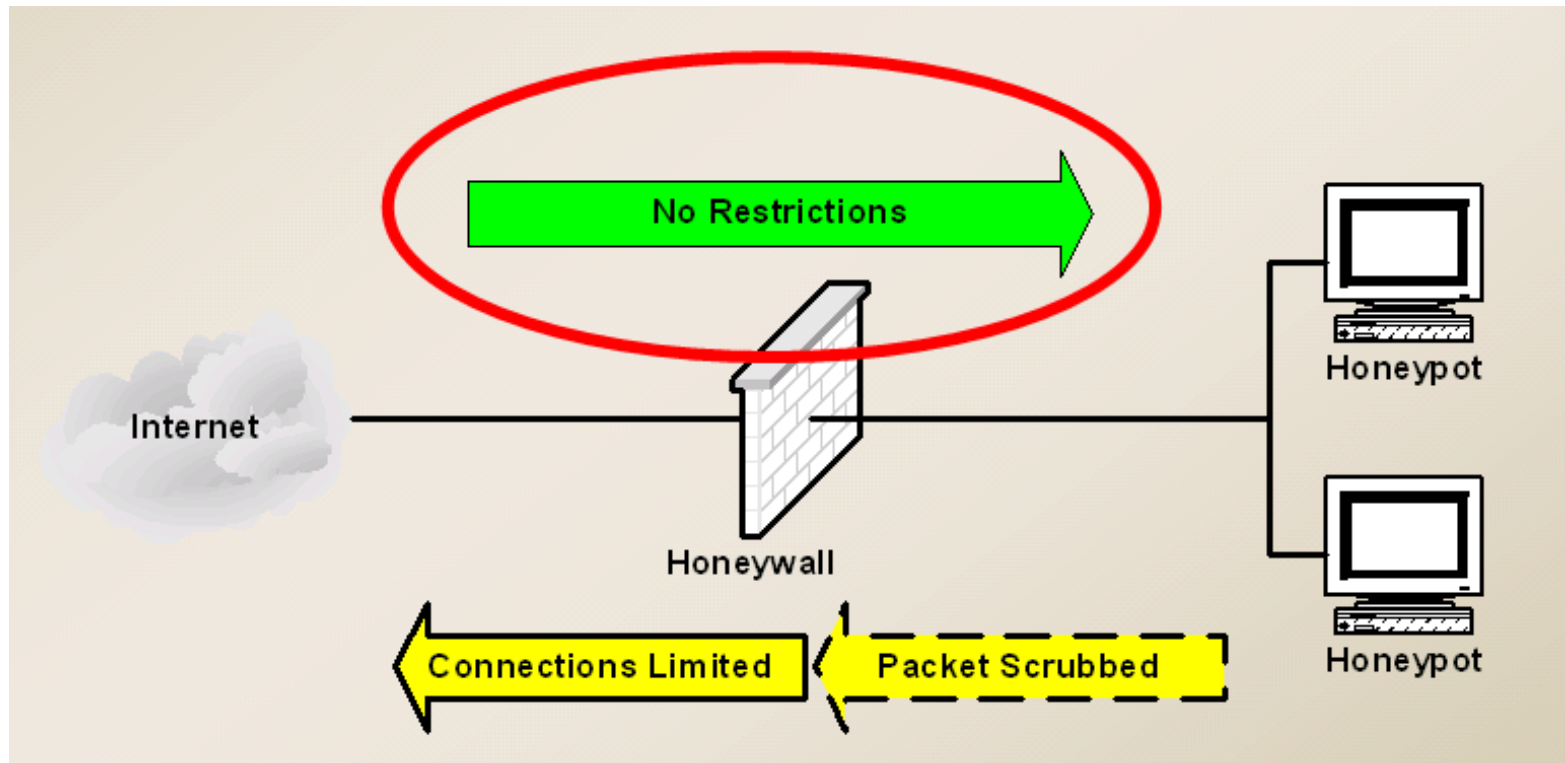 No Restrictions
Honeypot
Internet
Honeywall
Connections Limited
Packet Scrubbed
Honeypot